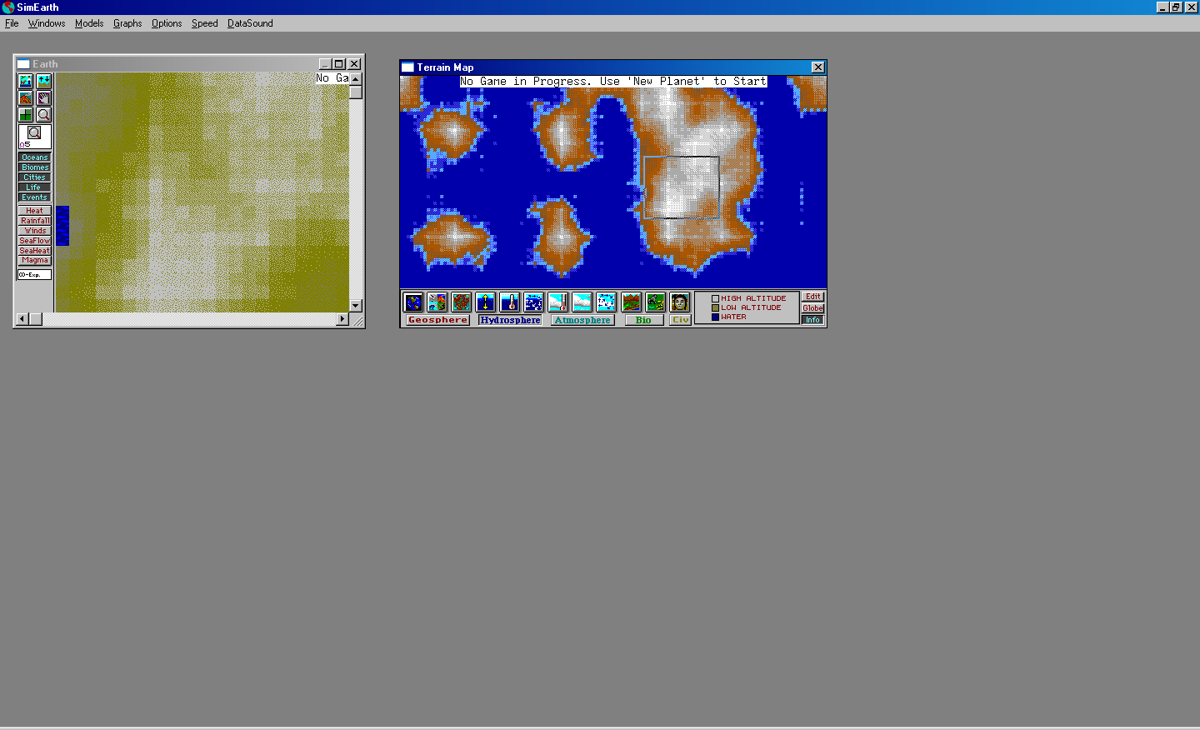 SimEarth
File Windows Models Graphs Options Speed DataSound
Earth
No Ga
Ω5
Oceans
Biomes
Cities
Life
Events
Heat
Rainfall
Winds
SeaFlow
SeaHeat
Magma
Terrain Map
No Game in Progress. Use 'New Planet' to Start
Geosphere Hydrosphere Atmosphere Bio Civ
HIGH ALTITUDE
LOW ALTITUDE
WATER
Edit
Globe
Info